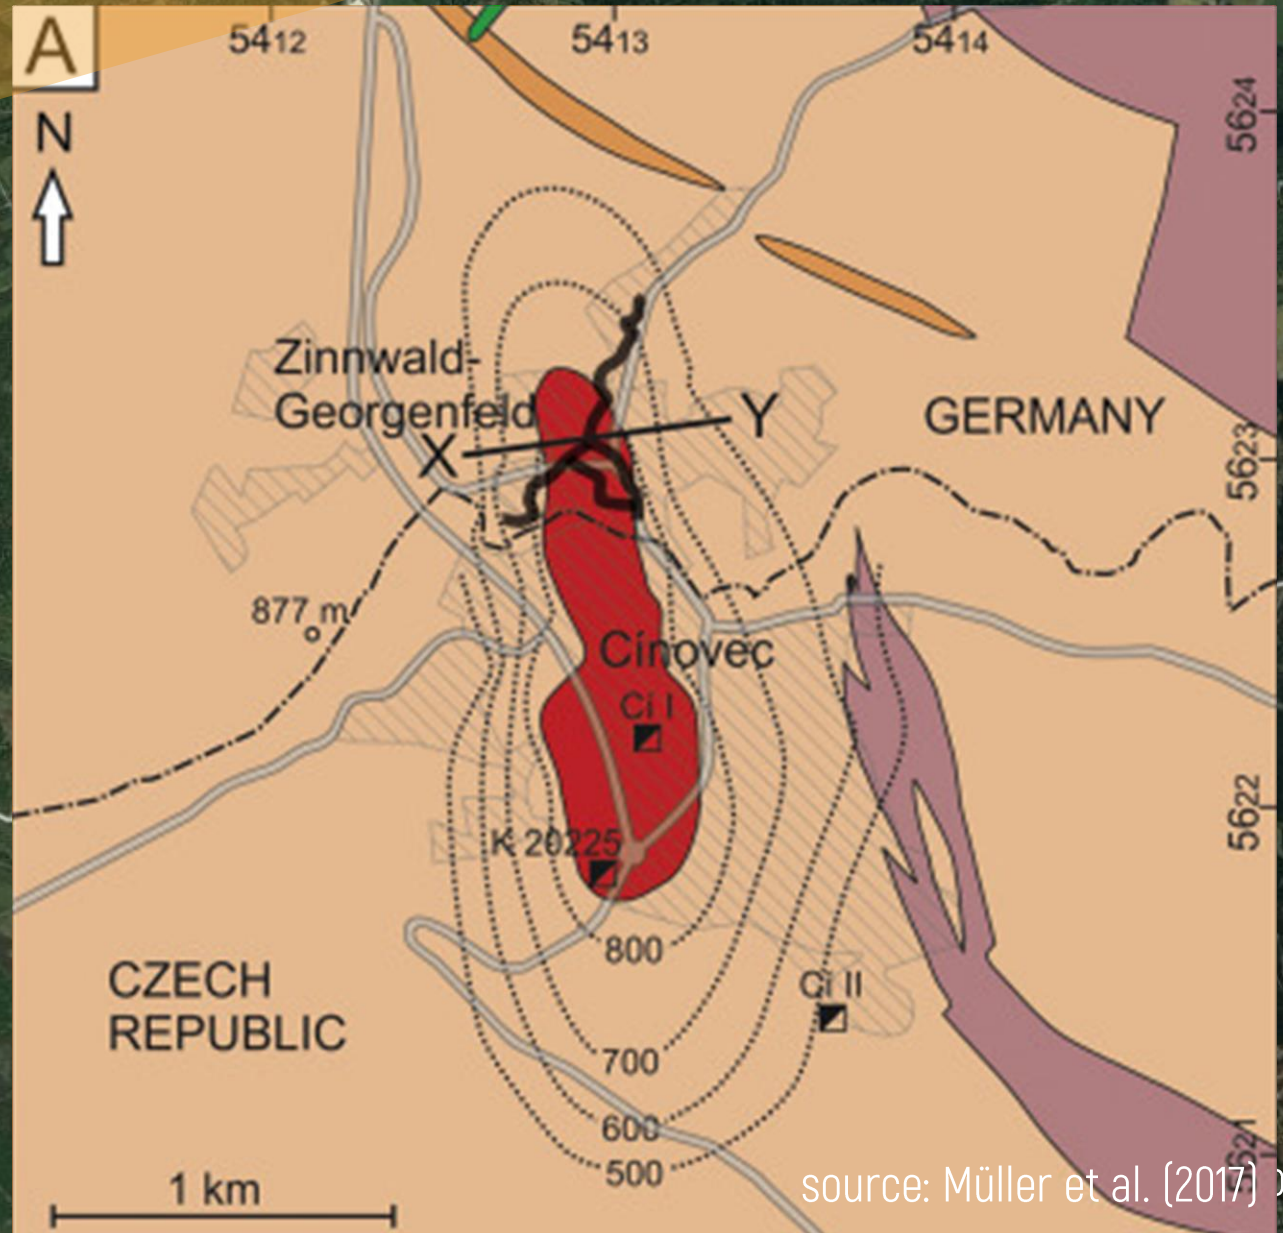 A
5412
5413
5414
5624
N
Zinnwald-
Georgenfeld
X
Y
GERMANY
5623
877 m
Cínovec
Cí I
5622
K 20225
800
CZECH
REPUBLIC
Cí II
700
600
500
5621
1 km
source: Müller et al. (2017)